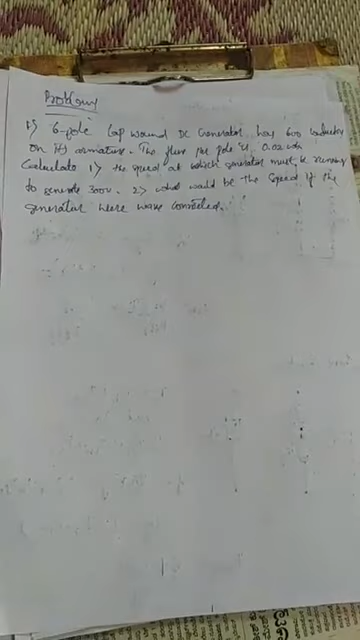 Problems
1) 6-pole Lap wound DC Generator has 600 conductor
on its armature. The flux per pole is 0.02 wb
Calculate 1) the speed at which generator must be running
to generate 300V. 2) what would be the speed if the
generator were wave connected.